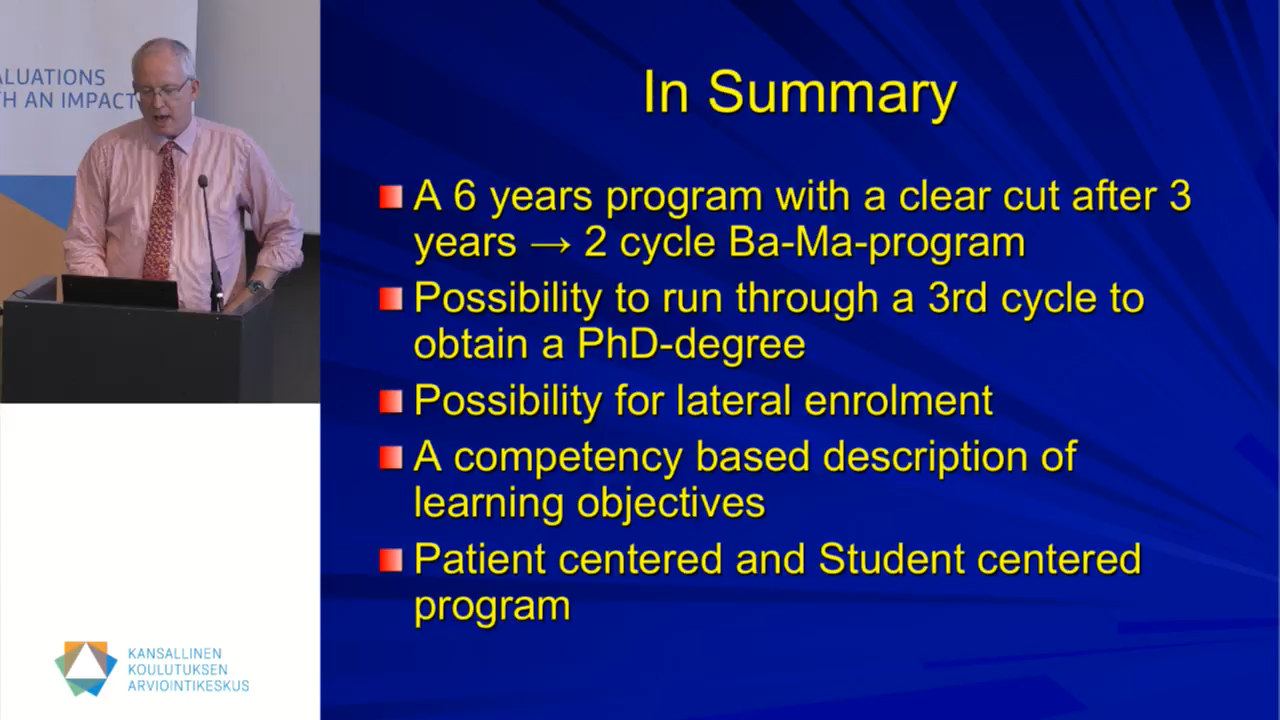 ALUATIONS
H AN IMPACT
In Summary
A 6 years program with a clear cut after 3
years → 2 cycle Ba-Ma-program
Possibility to run through a 3rd cycle to
obtain a PhD-degree
Possibility for lateral enrolment
A competency based description of
learning objectives
Patient centered and Student centered
program
KANSALLINEN
KOULUTUKSEN
ARVIOINTIKESKUS